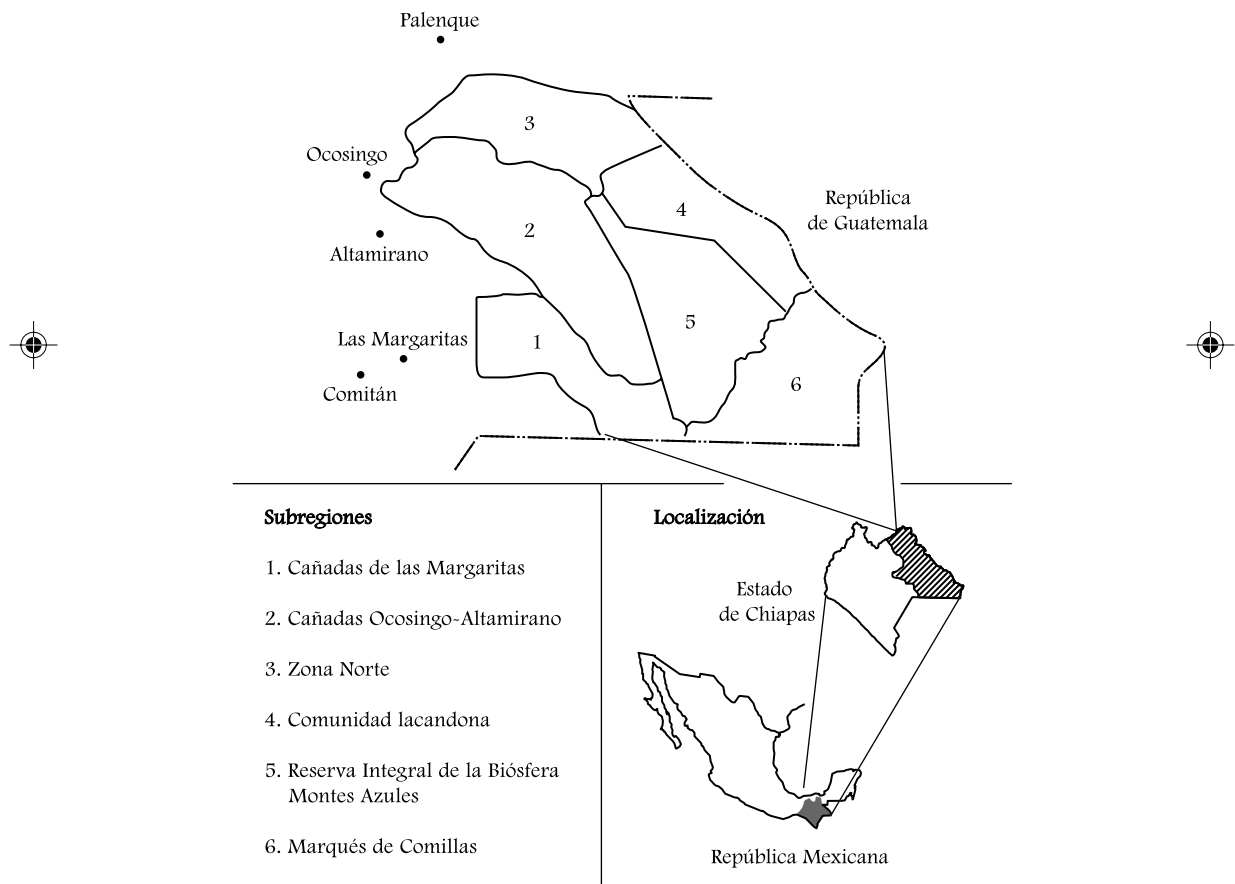 Palenque
3
Ocosingo
4
República
de Guatemala
2
Altamirano
5
Las Margaritas
1
Comitán
6
Subregiones
1. Cañadas de las Margaritas
2. Cañadas Ocosingo-Altamirano
3. Zona Norte
4. Comunidad lacandona
5. Reserva Integral de la Biósfera
Montes Azules
6. Marqués de Comillas
Localización
Estado
de Chiapas
República Mexicana